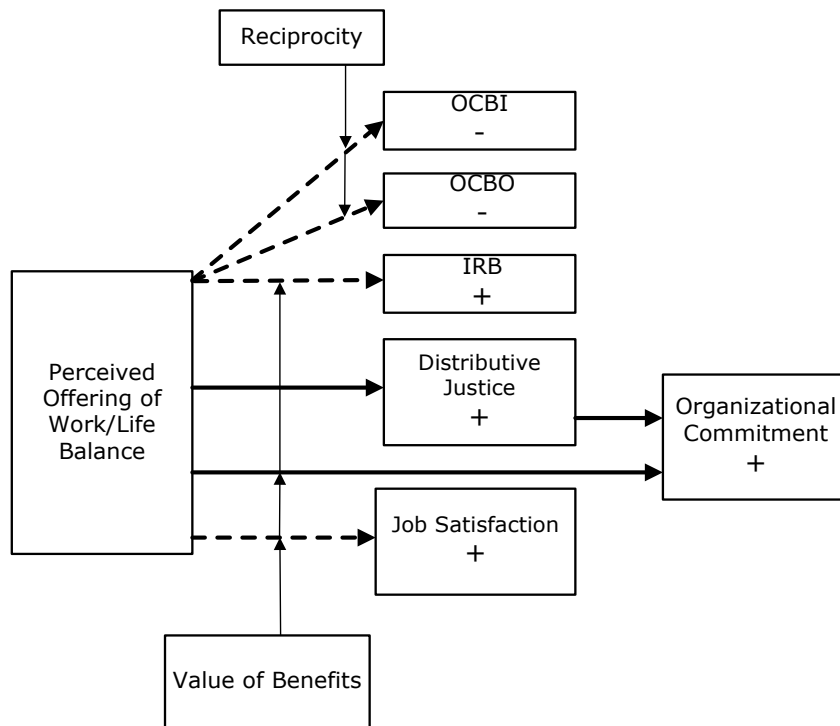 Reciprocity
OCBI
-
OCBO
-
IRB
+
Perceived
Offering of
Work/Life
Balance
Distributive
Justice
+
Organizational
Commitment
+
Job Satisfaction
+
Value of Benefits